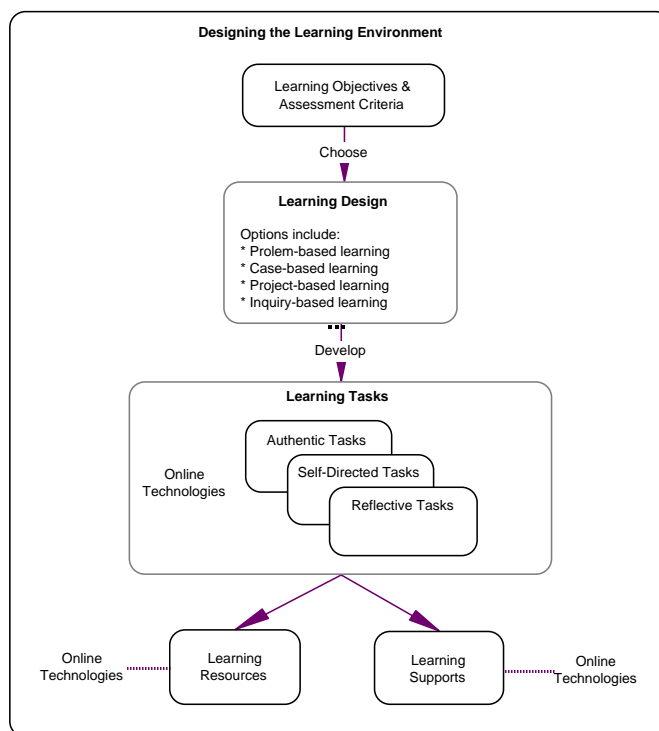 Designing the Learning Environment
Learning Objectives &
Assessment Criteria
Choose
Learning Design
Options include:
* Prolem-based learning
* Case-based learning
* Project-based learning
* Inquiry-based learning
...
Develop
Learning Tasks
Authentic Tasks
Self-Directed Tasks
Reflective Tasks
Online
Technologies
Online
Technologies
Learning
Resources
Learning
Supports
Online
Technologies